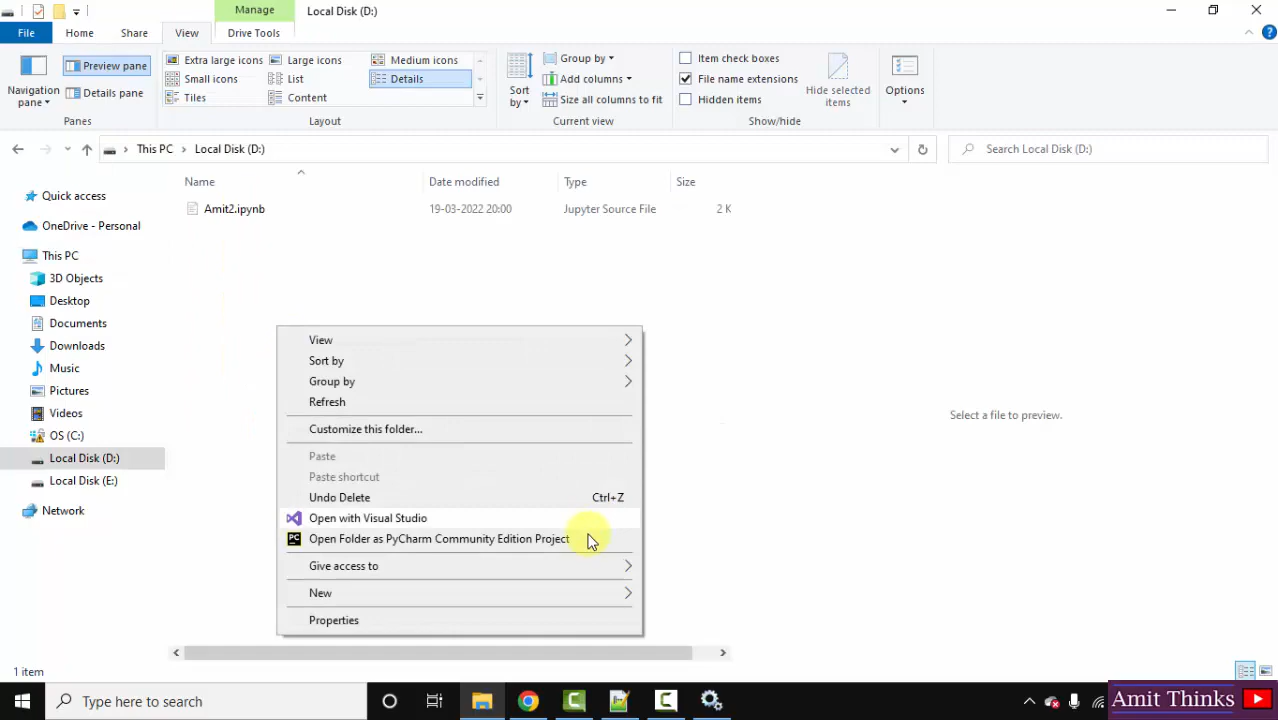 Manage
Local Disk (D:)
File
Home
Share
View
Drive Tools
Navigation pane
Preview pane
Details pane
Panes
Extra large icons
Large icons
Medium icons
Small icons
List
Details
Tiles
Content
Layout
Sort by
Group by
Add columns
Size all columns to fit
Current view
Item check boxes
File name extensions
Hidden items
Hide selected items
Show/hide
Options
This PC
Local Disk (D:)
Search Local Disk (D:)
Quick access
OneDrive - Personal
This PC
3D Objects
Desktop
Documents
Downloads
Music
Pictures
Videos
OS (C:)
Local Disk (D:)
Local Disk (E:)
Network
Name
Date modified
Type
Size
Amit2.ipynb
19-03-2022 20:00
Jupyter Source File
2 K
View
Sort by
Group by
Refresh
Customize this folder...
Paste
Paste shortcut
Undo Delete
Ctrl+Z
Open with Visual Studio
PC
Open Folder as PyCharm Community Edition Project
Give access to
New
Properties
Select a file to preview.
1 item
Type here to search
Amit Thinks